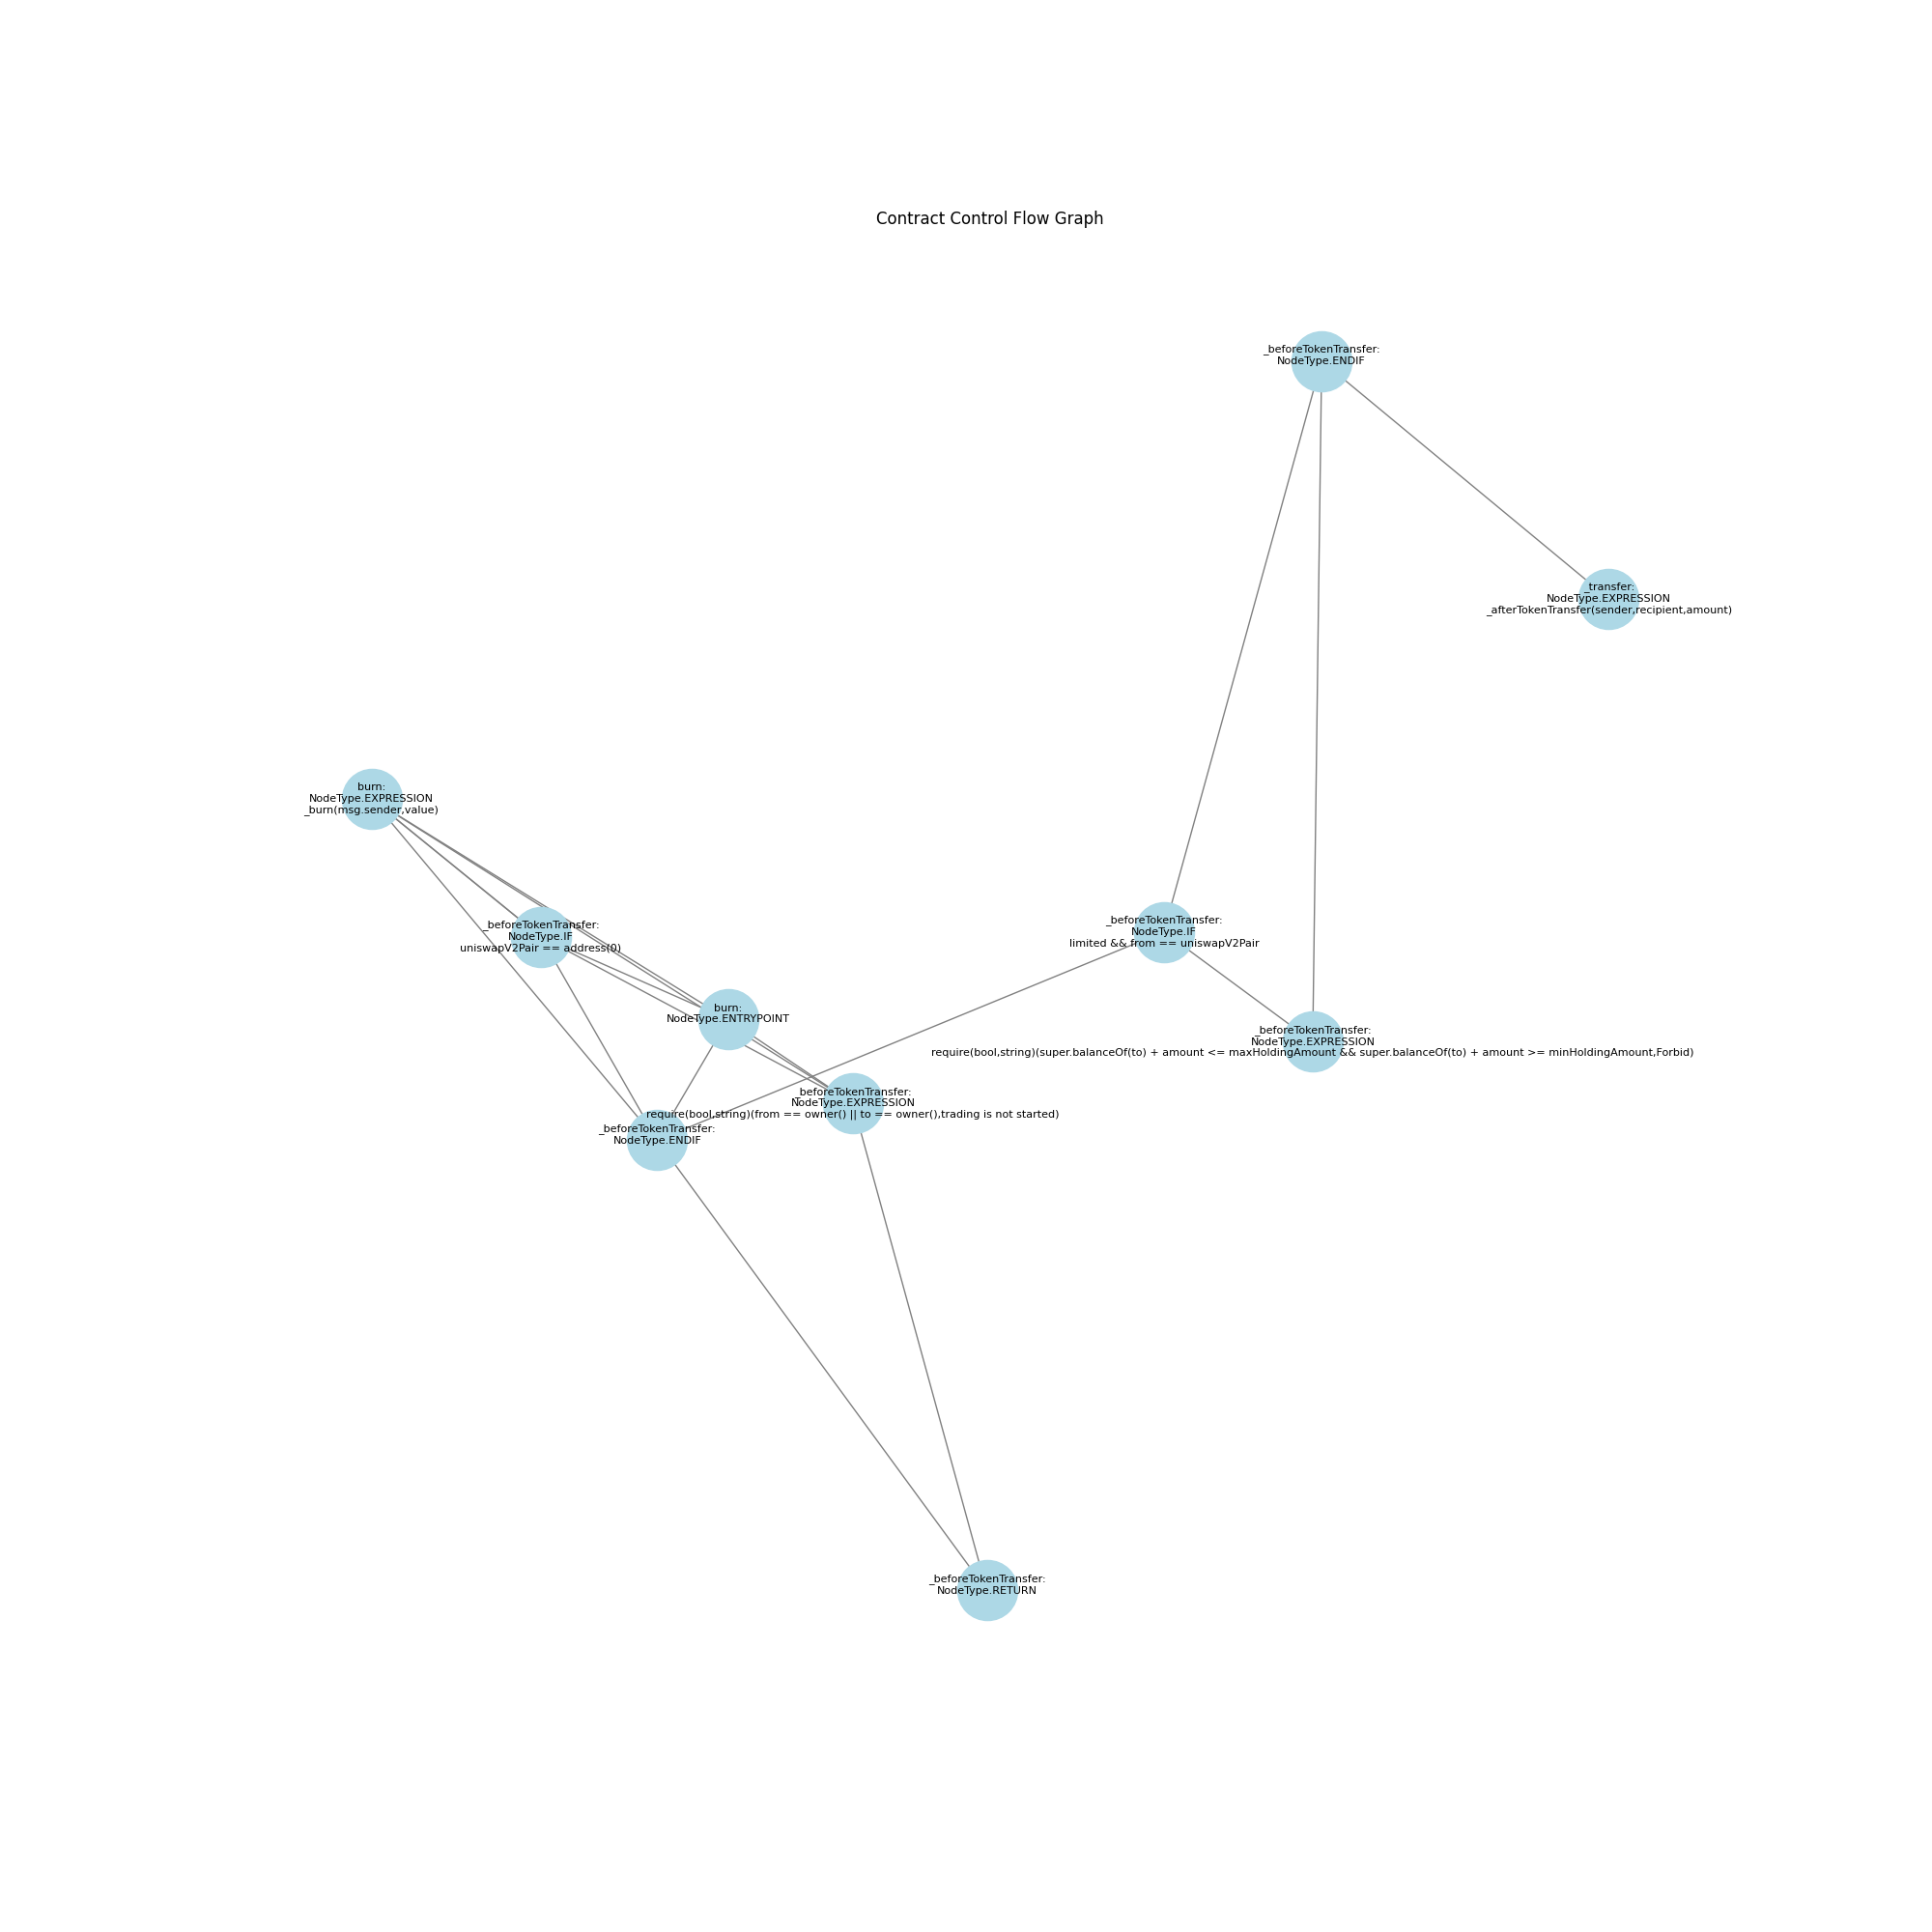 Contract Control Flow Graph
_beforeTokenTransfer:
NodeType.ENDIF
_transfer:
NodeType.EXPRESSION
_afterTokenTransfer(sender,recipient,amount)
burn:
NodeType.EXPRESSION
_burn(msg.sender,value)
_beforeTokenTransfer:
NodeType.IF
uniswapV2Pair == address(0)
_beforeTokenTransfer:
NodeType.IF
limited && from == uniswapV2Pair
burn:
NodeType.ENTRYPOINT
_beforeTokenTransfer:
NodeType.EXPRESSION
require(bool,string)(super.balanceOf(to) + amount <= maxHoldingAmount && super.balanceOf(to) + amount >= minHoldingAmount,Forbid)
_beforeTokenTransfer:
NodeType.EXPRESSION
require(bool,string)(from == owner() || to == owner(),trading is not started)
_beforeTokenTransfer:
NodeType.ENDIF
_beforeTokenTransfer:
NodeType.RETURN